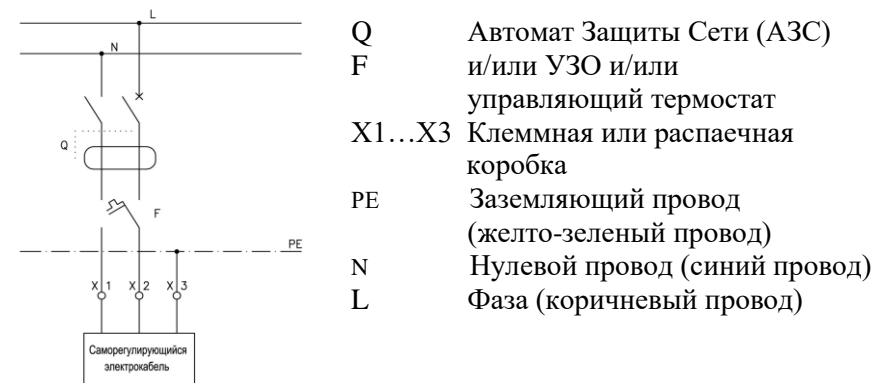 L
N
Q
F
PE
X 1 X 2 X 3
Саморегулирующийся
электрокабель
Q Автомат Защиты Сети (АЗС)
F и/или УЗО и/или
управляющий термостат
X1…X3 Клеммная или распаечная
коробка
PE Заземляющий провод
(желто-зеленый провод)
N Нулевой провод (синий провод)
L Фаза (коричневый провод)